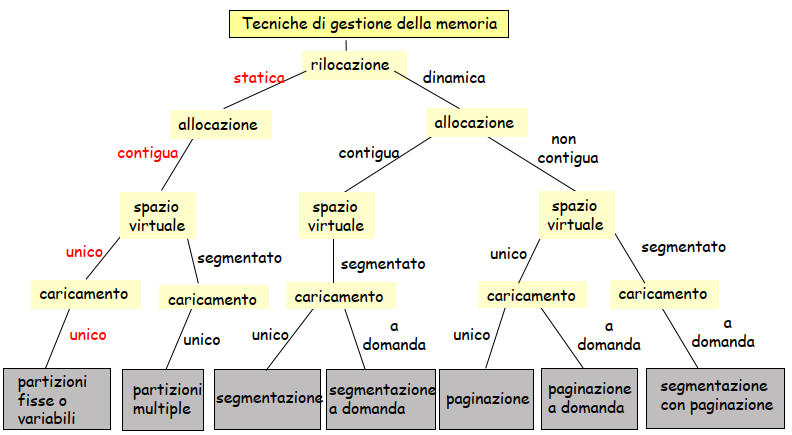 Tecniche di gestione della memoria
rilocazione
statica
dinamica
allocazione
allocazione
contigua
contigua
non
contigua
spazio
virtuale
spazio
virtuale
spazio
virtuale
unico
segmentato
segmentato
unico
segmentato
caricamento
caricamento
caricamento
caricamento
caricamento
unico
unico
unico
a
domanda
unico
a
domanda
a
domanda
partizioni
fisse o
variabili
partizioni
multiple
segmentazione
segmentazione
a domanda
paginazione
paginazione
a domanda
segmentazione
con paginazione